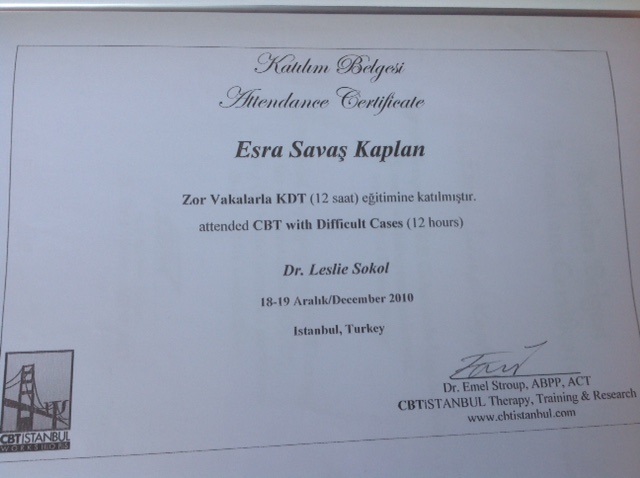 Katılım Belgesi
Attendance Certificate
Esra Savaş Kaplan
Zor Vakalarla KDT (12 saat) eğitimine katılmıştır.
attended CBT with Difficult Cases (12 hours)
Dr. Leslie Sokol
18-19 Aralık/December 2010
Istanbul, Turkey
Dr. Emel Stroup, ABPP, ACT
CBTiSTANBUL Therapy, Training & Research
www.cbtistanbul.com
CBTISTANBUL